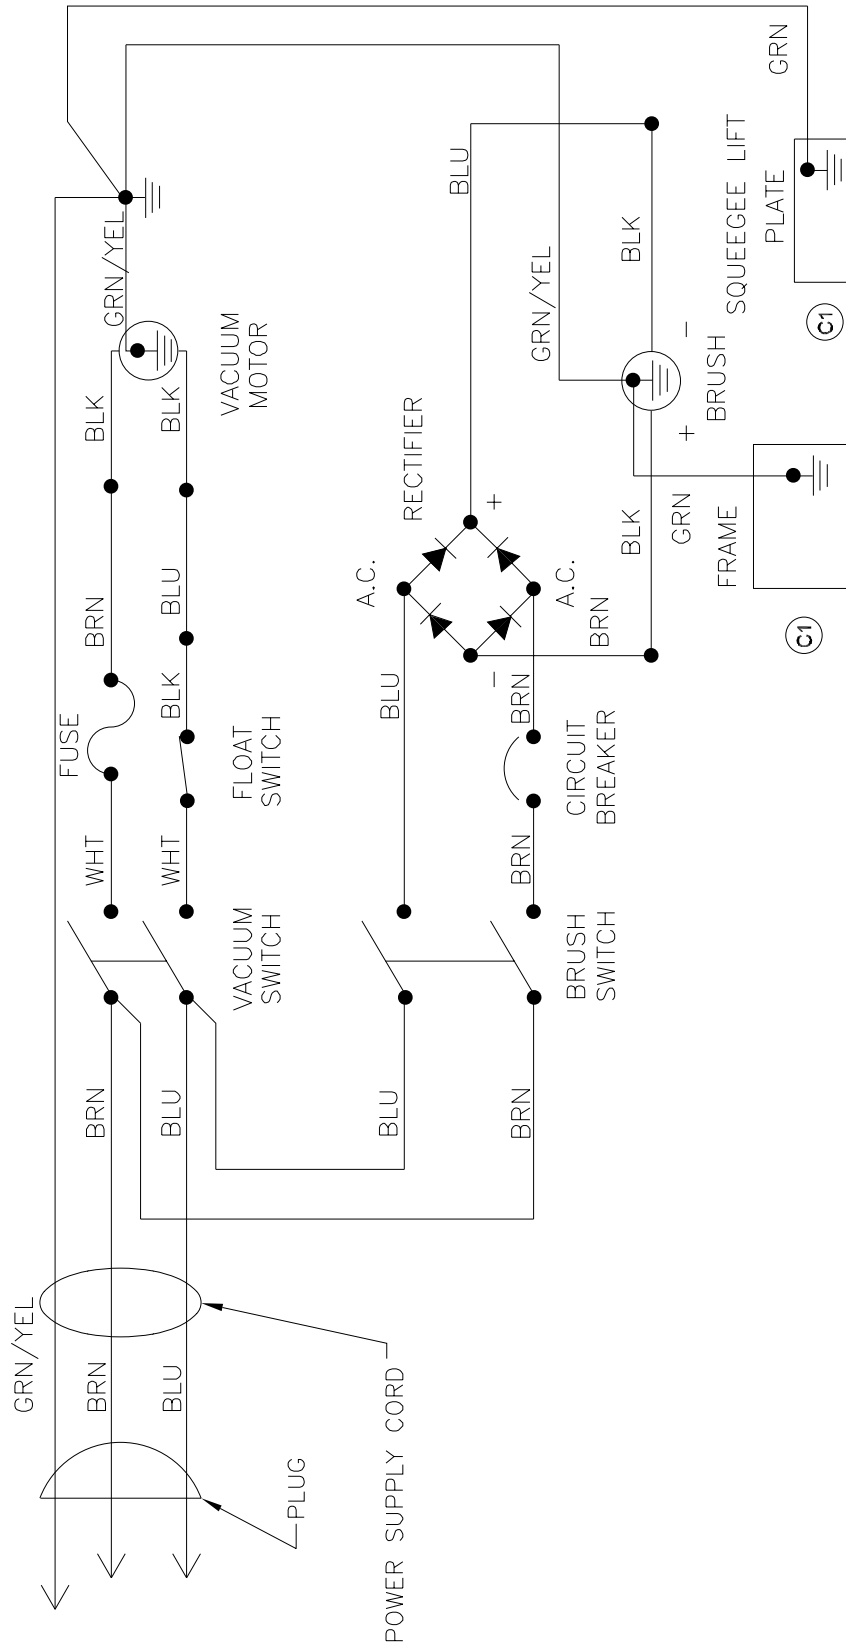 GRN/YEL
FUSE
BRN
BRN
WHT
BRN
BLK
GRN/YEL
BLU
BLU
WHT
BLK
BLU
BLK
VACUUM
SWITCH
FLOAT
SWITCH
VACUUM
MOTOR
PLUG
A.C.
POWER SUPPLY CORD
BLU
BLU
RECTIFIER
BLU
−
+
BRN
BRN
BRN
GRN/YEL
A.C.
BRUSH
SWITCH
CIRCUIT
BREAKER
BRN
BLK
BLK
GRN
+
−
BRUSH
FRAME
SQUEEGEE LIFT
PLATE
GRN
C1
C1